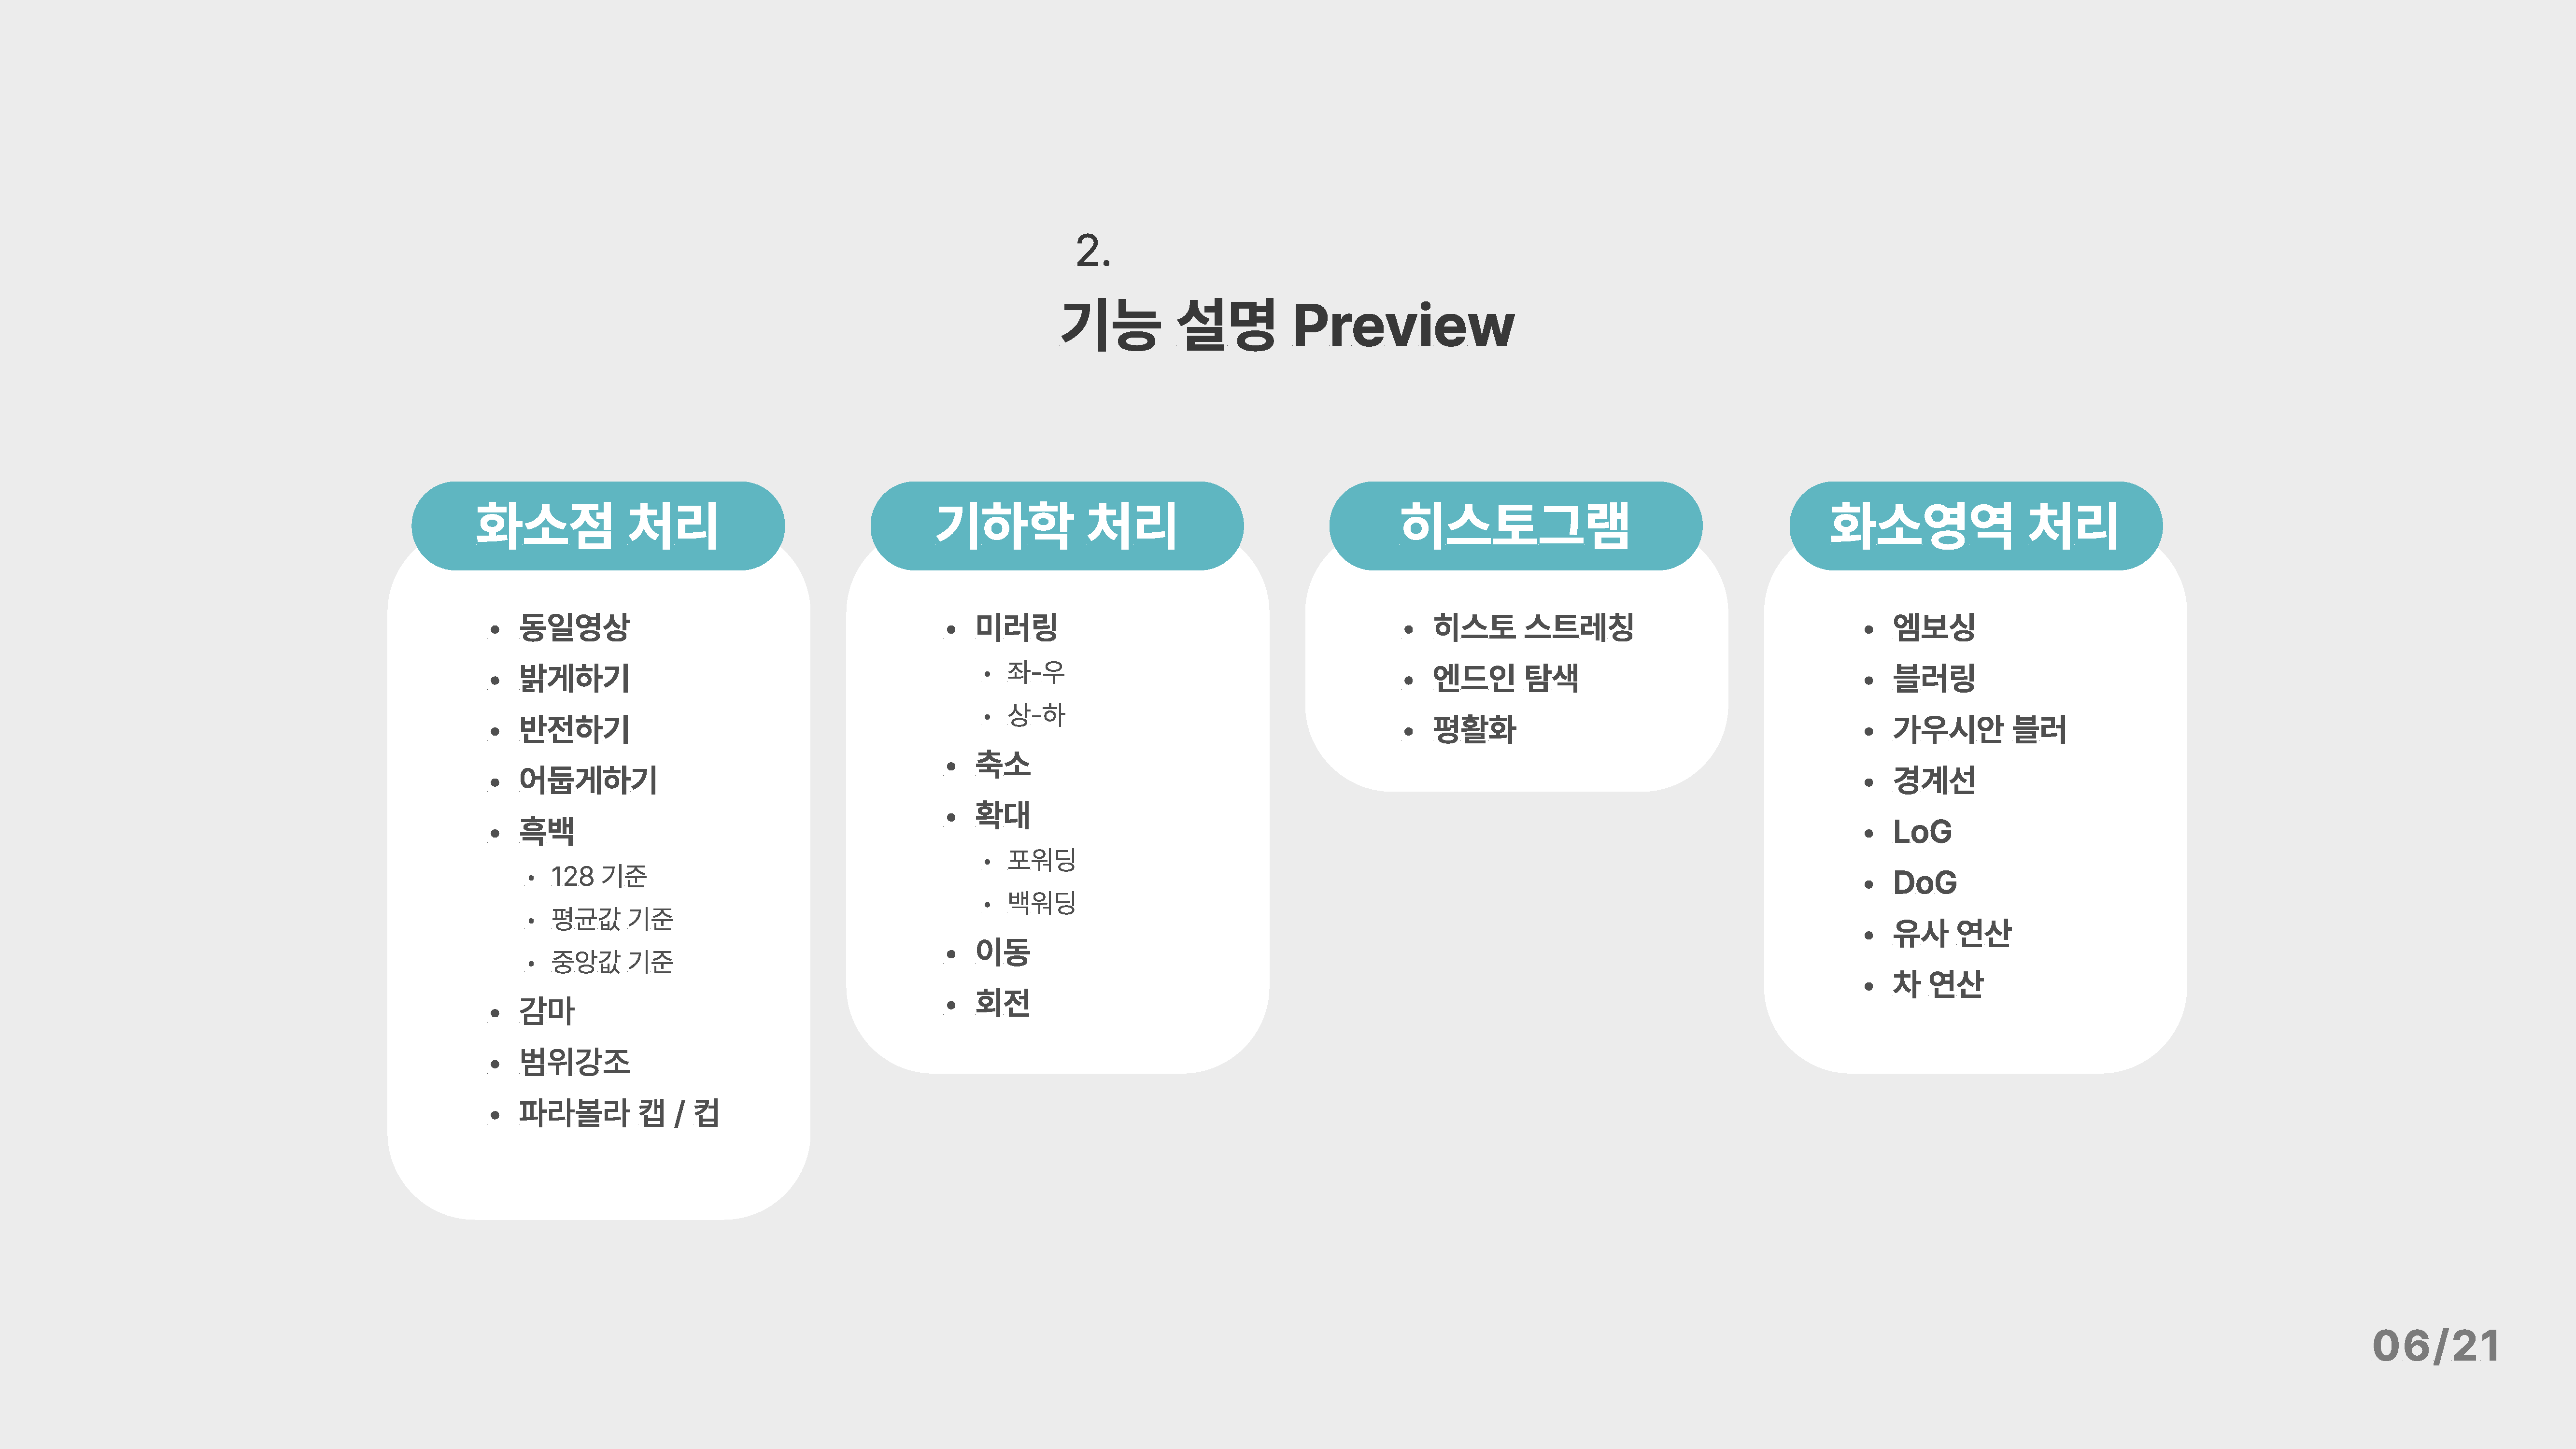 2.
기능 설명 Preview
화소점 처리
• 동일영상
• 밝게하기
• 반전하기
• 어둡게하기
• 흑백
• 128 기준
• 평균값 기준
• 중앙값 기준
• 감마
• 범위강조
• 파라볼라 캡 / 컵
기하학 처리
• 미러링
• 좌-우
• 상-하
• 축소
• 확대
• 포워딩
• 백워딩
• 이동
• 회전
히스토그램
• 히스토 스트레칭
• 엔드인 탐색
• 평활화
화소영역 처리
• 엠보싱
• 블러링
• 가우시안 블러
• 경계선
• LoG
• DoG
• 유사 연산
• 차 연산
06/21